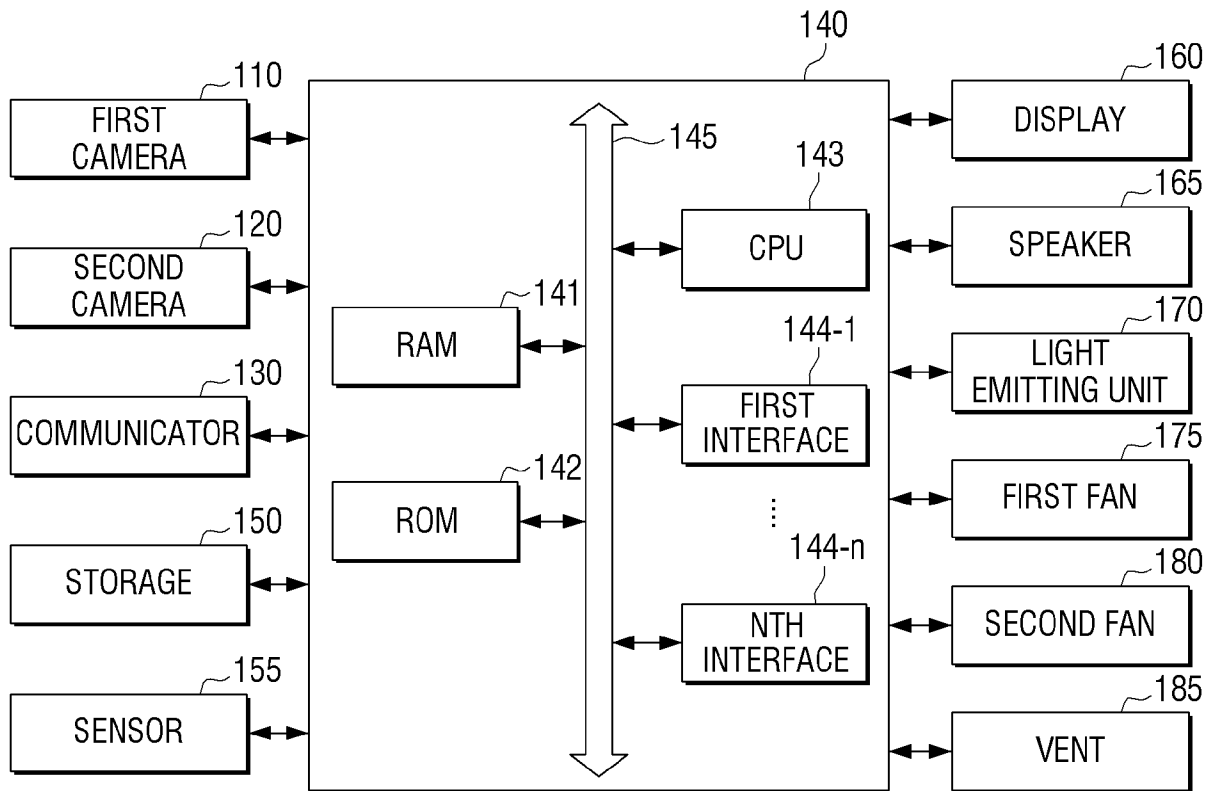 140
110
FIRST
CAMERA
120
SECOND
CAMERA
130
COMMUNICATOR
150
STORAGE
155
SENSOR
145
141
RAM
142
ROM
143
CPU
144-1
FIRST
INTERFACE
144-n
NTH
INTERFACE
160
DISPLAY
165
SPEAKER
170
LIGHT
EMITTING UNIT
175
FIRST FAN
180
SECOND FAN
185
VENT